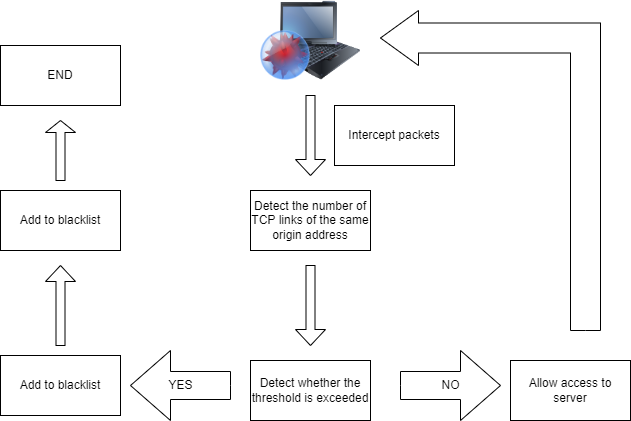 END
Intercept packets
Add to blacklist
Detect the number of
TCP links of the same
origin address
Add to blacklist
YES
Detect whether the
threshold is exceeded
NO
Allow access to
server